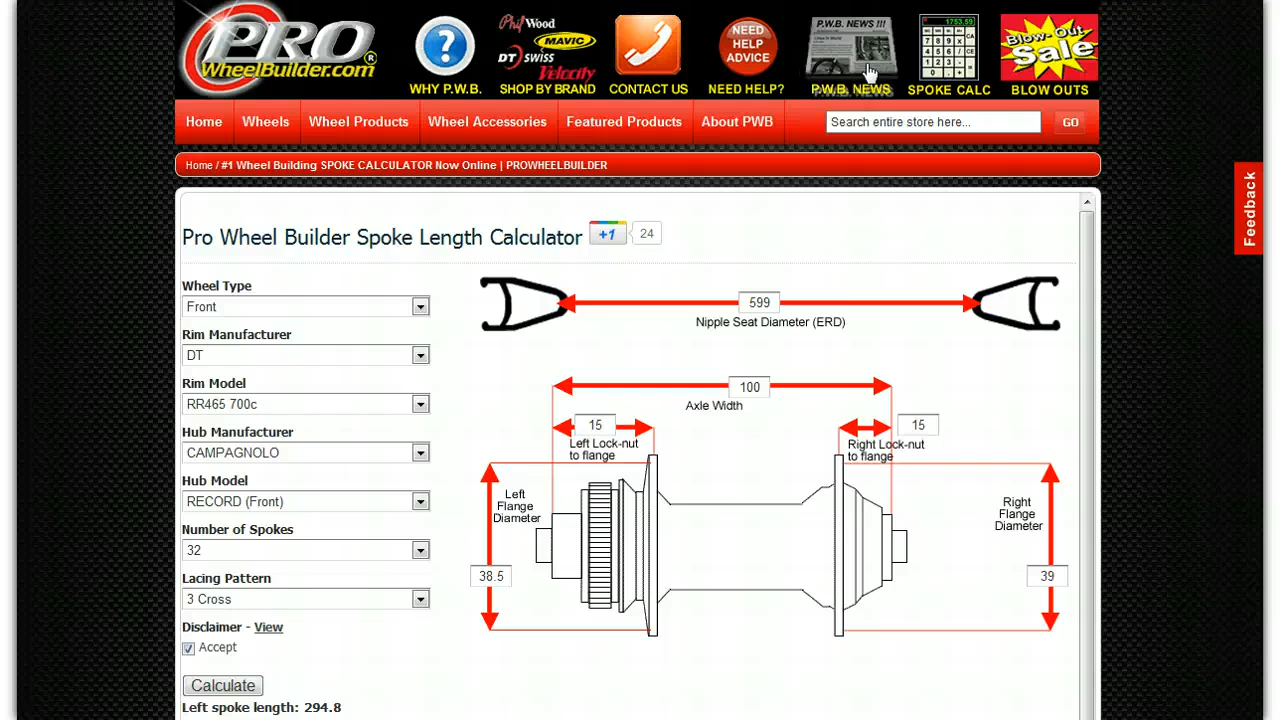 PRO
WheelBuilder.com
®
?
WHY P.W.B.
Phil Wood
MAVIC
DT SWISS
Velocity
SHOP BY BRAND
CONTACT US
NEED
HELP
ADVICE
NEED HELP?
P.W.B. NEWS !!!
P.W.B. NEWS
1753.59
SPOKE CALC
Blow-Out
Sale
BLOW OUTS
Home
Wheels
Wheel Products
Wheel Accessories
Featured Products
About PWB
Search entire store here...
GO
Home / #1 Wheel Building SPOKE CALCULATOR Now Online | PROWHEELBUILDER
Feedback
Pro Wheel Builder Spoke Length Calculator
+1
24
Wheel Type
Front
Rim Manufacturer
DT
Rim Model
RR465 700c
Hub Manufacturer
CAMPAGNOLO
Hub Model
RECORD (Front)
Number of Spokes
32
Lacing Pattern
3 Cross
Disclaimer - View
Accept
Calculate
Left spoke length: 294.8
599
Nipple Seat Diameter (ERD)
100
Axle Width
15
Left Lock-nut
to flange
15
Right Lock-nut
to flange
Left
Flange
Diameter
38.5
Right
Flange
Diameter
39